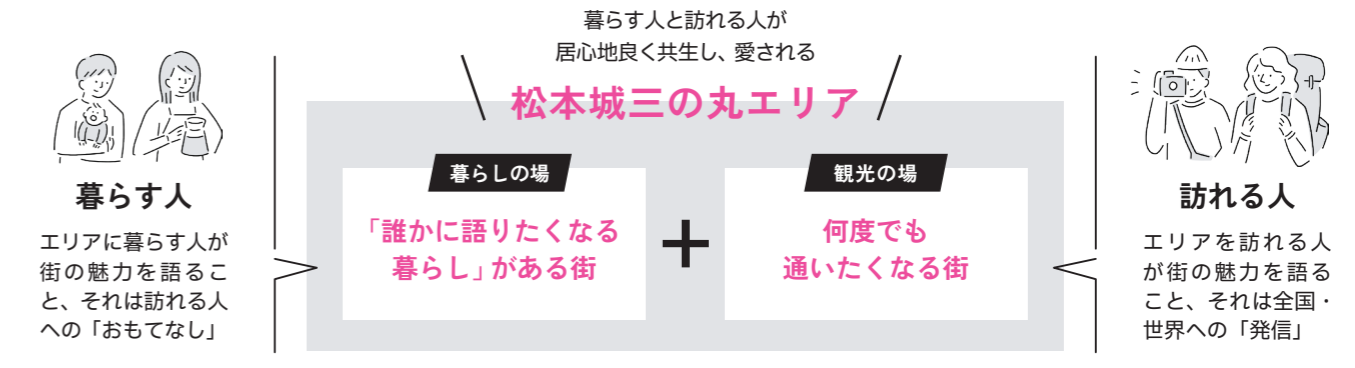 暮らす人と訪れる人が
居心地良く共生し、愛される
松本城三の丸エリア
暮らす人
エリアに暮らす人が
街の魅力を語るこ
と、それは訪れる人
への「おもてなし」
暮らしの場
「誰かに語りたくなる
暮らし」がある街
+
観光の場
何度でも
通いたくなる街
訪れる人
エリアを訪れる人
が街の魅力を語る
こと、それは全国・
世界への「発信」